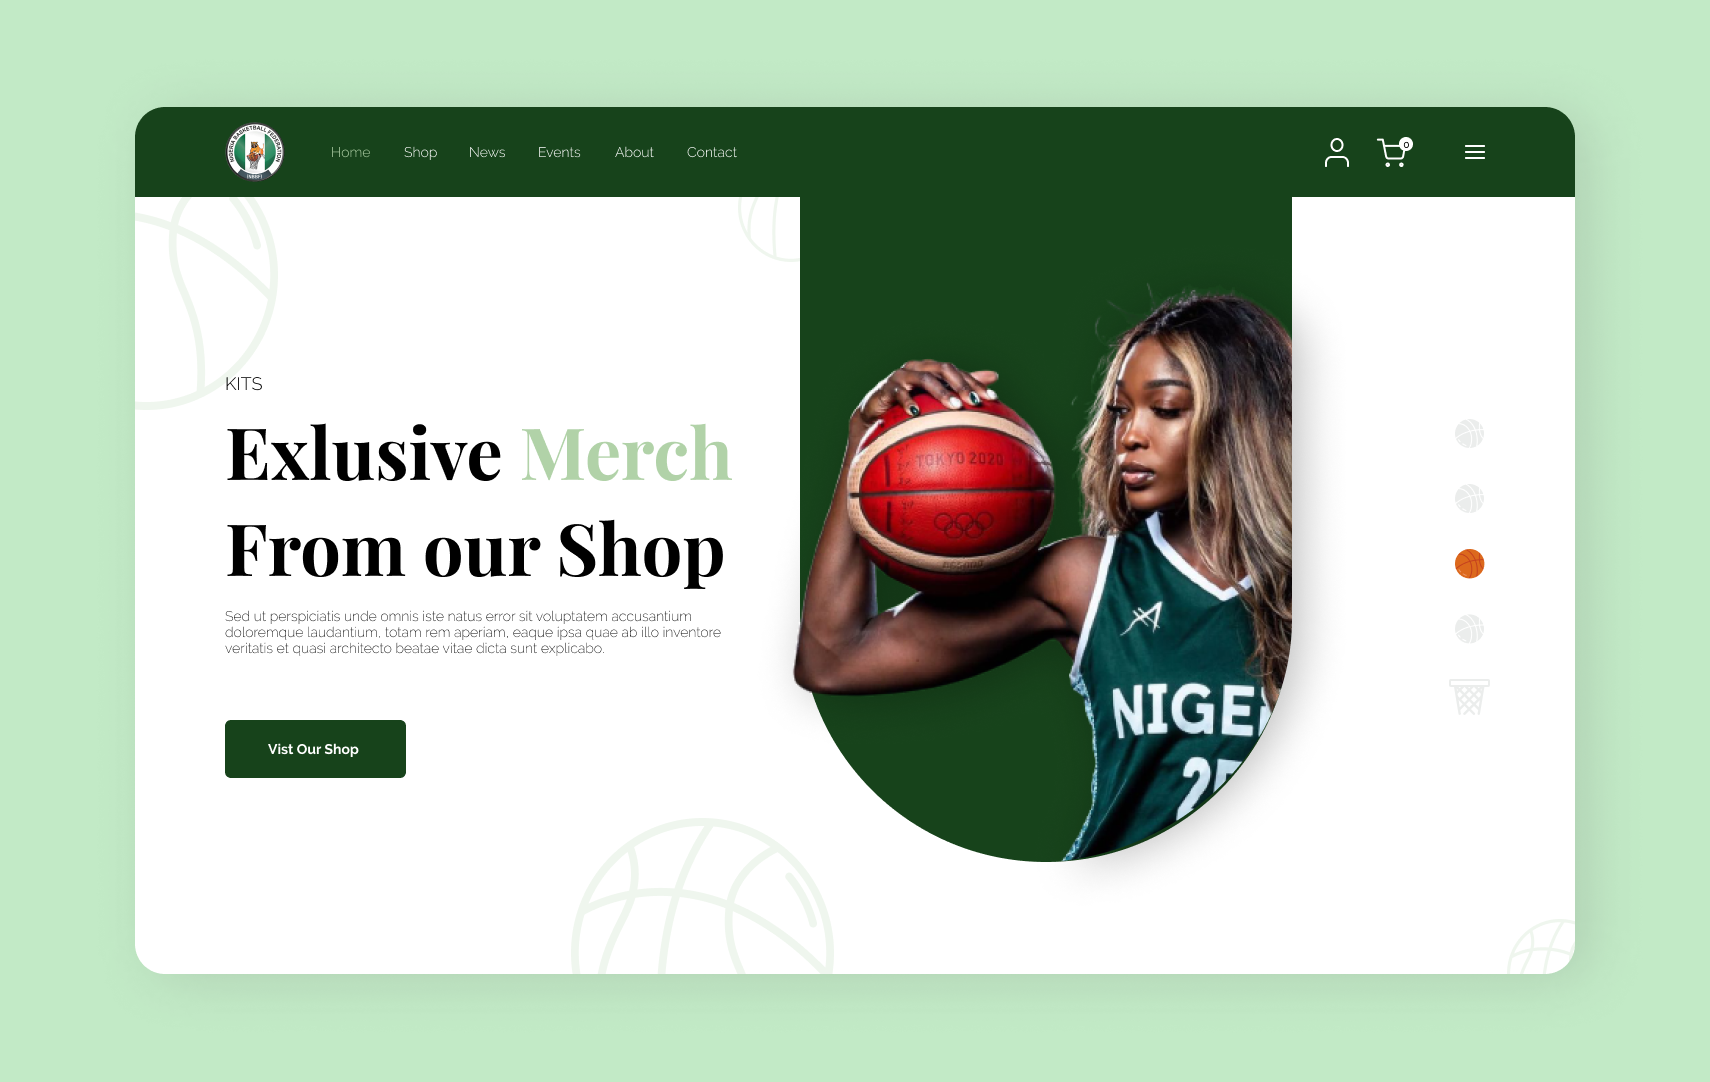 NIGERIA BASKETBALL FEDERATION
(NBBF)
Home Shop News Events About Contact
0
KITS
Exlusive Merch
From our Shop
Sed ut perspiciatis unde omnis iste natus error sit voluptatem accusantium
doloremque laudantium, totam rem aperiam, eaque ipsa quae ab illo inventore
veritatis et quasi architecto beatae vitae dicta sunt explicabo.
Vist Our Shop
TOKYO 2020
NIGE
25